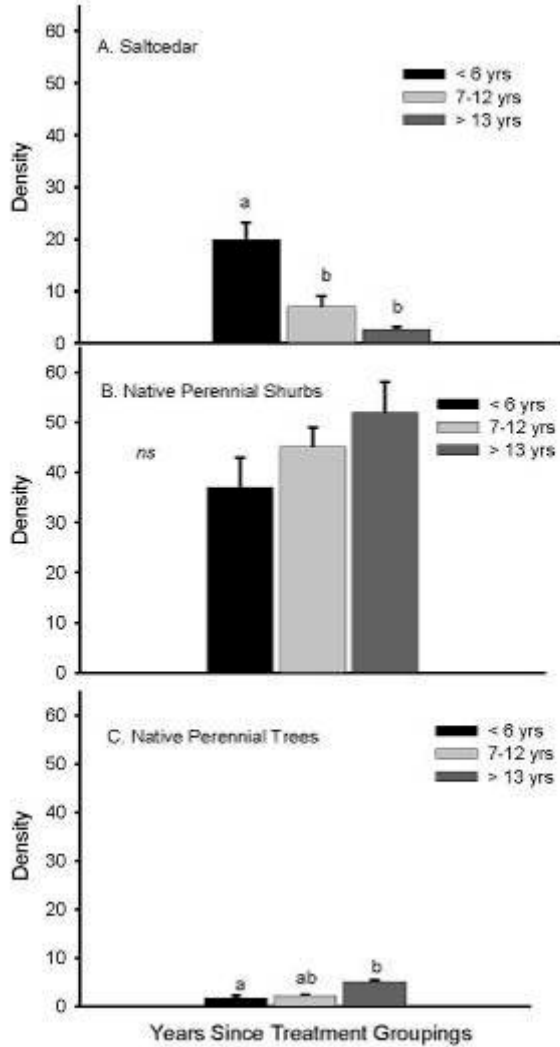 60
A. Saltcedar
< 6 yrs
50
7-12 yrs
> 13 yrs
40
Density
30
a
20
b
10
b
0
60
B. Native Perennial Shurbs
< 6 yrs
50
7-12 yrs
> 13 yrs
ns
40
Density
30
20
10
0
60
C. Native Perennial Trees
< 6 yrs
50
7-12 yrs
> 13 yrs
40
Density
30
20
10
a
ab
b
0
Years Since Treatment Groupings